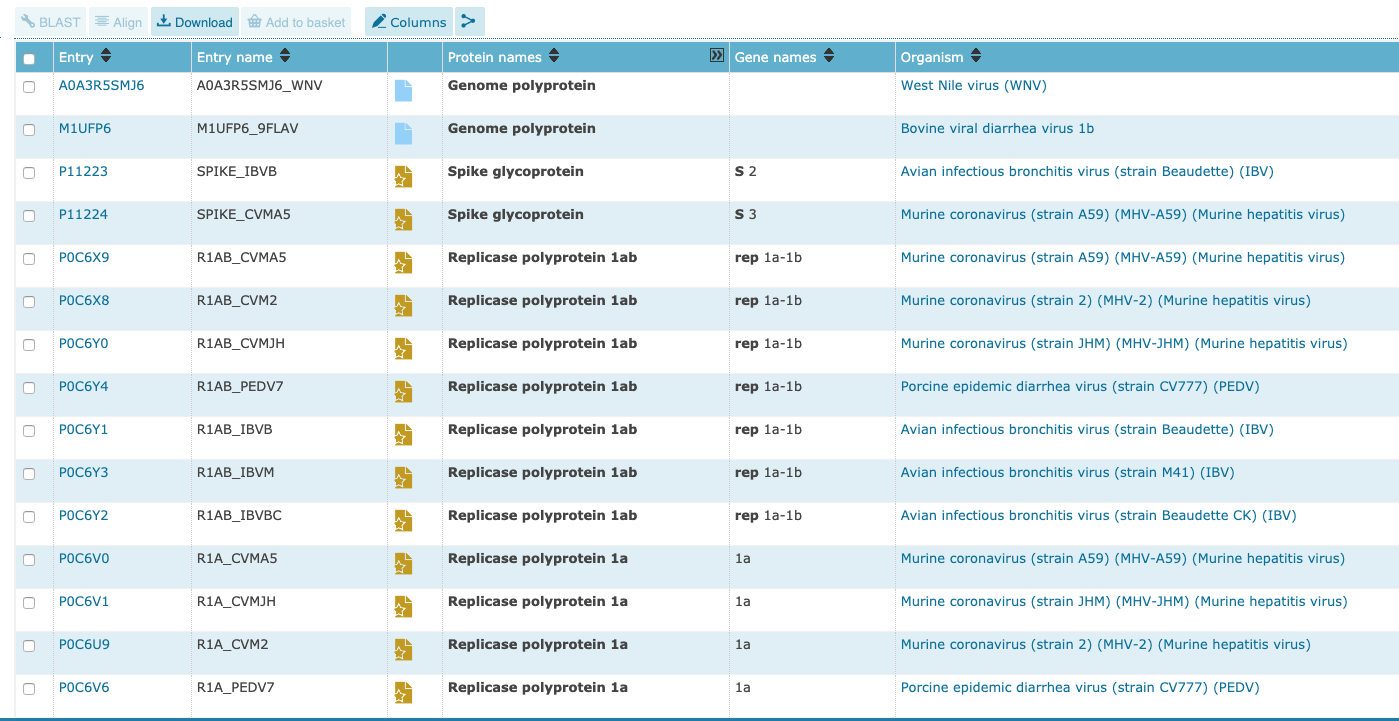 BLAST Align Download Add to basket Columns
Entry Entry name Protein names Gene names Organism
A0A3R5SMJ6 A0A3R5SMJ6_WNV Genome polyprotein West Nile virus (WNV)
M1UFP6 M1UFP6_9FLAV Genome polyprotein Bovine viral diarrhea virus 1b
P11223 SPIKE_IBVB Spike glycoprotein S 2 Avian infectious bronchitis virus (strain Beaudette) (IBV)
P11224 SPIKE_CVMA5 Spike glycoprotein S 3 Murine coronavirus (strain A59) (MHV-A59) (Murine hepatitis virus)
P0C6X9 R1AB_CVMA5 Replicase polyprotein 1ab rep 1a-1b Murine coronavirus (strain A59) (MHV-A59) (Murine hepatitis virus)
P0C6X8 R1AB_CVM2 Replicase polyprotein 1ab rep 1a-1b Murine coronavirus (strain 2) (MHV-2) (Murine hepatitis virus)
P0C6Y0 R1AB_CVMJH Replicase polyprotein 1ab rep 1a-1b Murine coronavirus (strain JHM) (MHV-JHM) (Murine hepatitis virus)
P0C6Y4 R1AB_PEDV7 Replicase polyprotein 1ab rep 1a-1b Porcine epidemic diarrhea virus (strain CV777) (PEDV)
P0C6Y1 R1AB_IBVB Replicase polyprotein 1ab rep 1a-1b Avian infectious bronchitis virus (strain Beaudette) (IBV)
P0C6Y3 R1AB_IBVM Replicase polyprotein 1ab rep 1a-1b Avian infectious bronchitis virus (strain M41) (IBV)
P0C6Y2 R1AB_IBVBC Replicase polyprotein 1ab rep 1a-1b Avian infectious bronchitis virus (strain Beaudette CK) (IBV)
P0C6V0 R1A_CVMA5 Replicase polyprotein 1a 1a Murine coronavirus (strain A59) (MHV-A59) (Murine hepatitis virus)
P0C6V1 R1A_CVMJH Replicase polyprotein 1a 1a Murine coronavirus (strain JHM) (MHV-JHM) (Murine hepatitis virus)
P0C6U9 R1A_CVM2 Replicase polyprotein 1a 1a Murine coronavirus (strain 2) (MHV-2) (Murine hepatitis virus)
P0C6V6 R1A_PEDV7 Replicase polyprotein 1a 1a Porcine epidemic diarrhea virus (strain CV777) (PEDV)